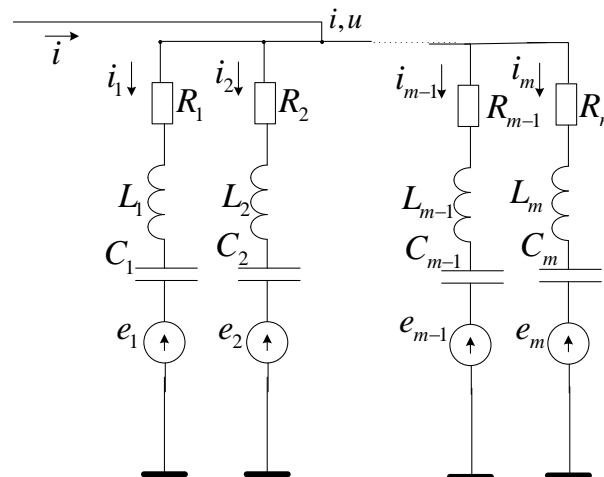 i, u
i
i₁
R₁
i₂
R₂
iₘ₋₁
Rₘ₋₁
iₘ
L₁
L₂
Lₘ₋₁
Lₘ
C₁
C₂
Cₘ₋₁
Cₘ
e₁
e₂
eₘ₋₁
eₘ